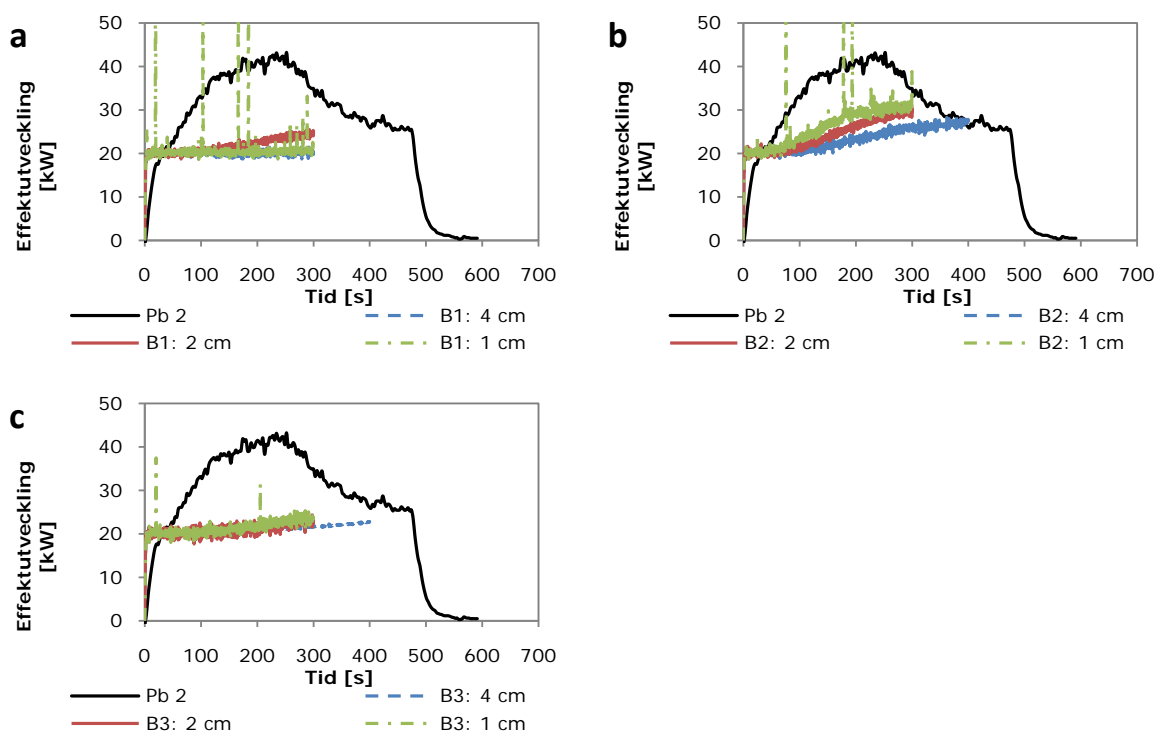 a
Effektutveckling
[kW]
50
40
30
20
10
0
0 100 200 300 400 500 600 700
Tid [s]
Pb 2
B1: 4 cm
B1: 2 cm
B1: 1 cm
b
Effektutveckling
[kW]
50
40
30
20
10
0
0 100 200 300 400 500 600 700
Tid [s]
Pb 2
B2: 4 cm
B2: 2 cm
B2: 1 cm
c
Effektutveckling
[kW]
50
40
30
20
10
0
0 100 200 300 400 500 600 700
Tid [s]
Pb 2
B3: 4 cm
B3: 2 cm
B3: 1 cm